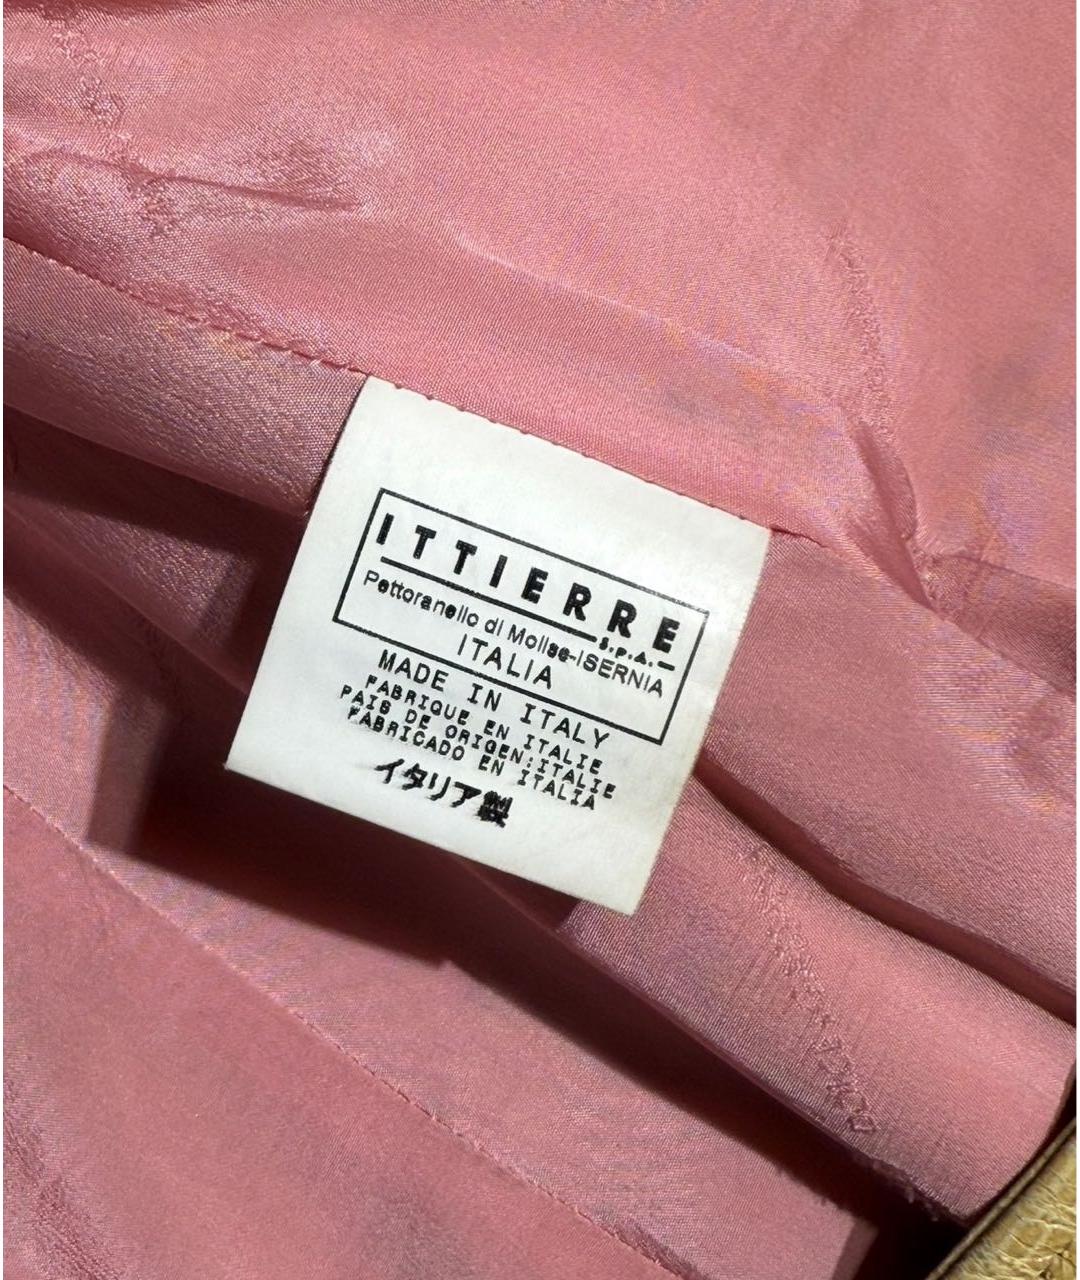 ITTIERRE
S.p.A.
Pettoranello di Molise-ISERNIA
ITALIA
MADE IN ITALY
FABRIQUE EN ITALIE
PAIS DE ORIGEN:ITALIE
FABRICADO EN ITALIA
イタリア製